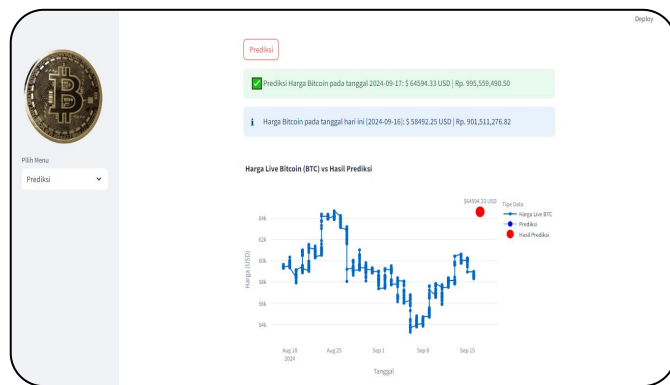 Deploy
Prediksi
Prediksi Harga Bitcoin pada tanggal 2024-09-17: $ 64594.33 USD | Rp. 995,559,490.50
Harga Bitcoin pada tanggal hari ini [2024-09-16]: $ 58492.25 USD | Rp. 901,511,276.82
Pilih Menu
Prediksi
Harga Live Bitcoin (BTC) vs Hasil Prediksi
$64594.33 USD
Tipe Data
Harga Live BTC
Prediksi
Hasil Prediksi
64k
62k
60k
58k
56k
54k
Harga (USD)
Aug 18
2024
Aug 25
Sep 1
Sep 8
Sep 15
Tanggal